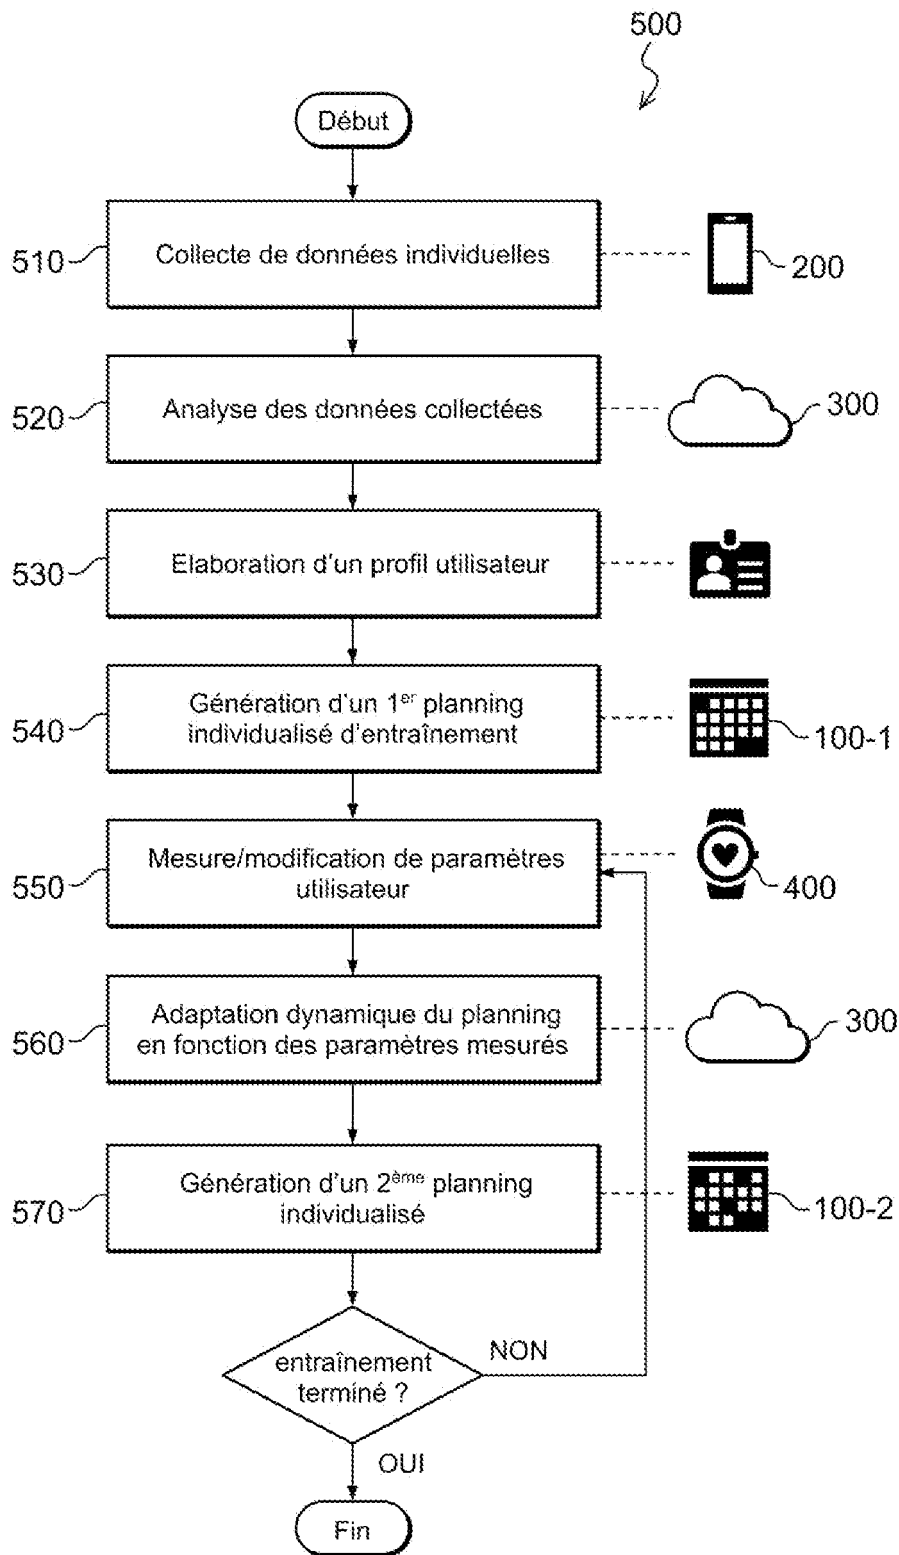 500
Début
510
Collecte de données individuelles
200
520
Analyse des données collectées
300
530
Elaboration d'un profil utilisateur
540
Génération d'un 1er planning
individualisé d'entraînement
100-1
550
Mesure/modification de paramètres
utilisateur
400
560
Adaptation dynamique du planning
en fonction des paramètres mesurés
300
570
Génération d'un 2ème planning
individualisé
100-2
entraînement
terminé ?
NON
OUI
Fin